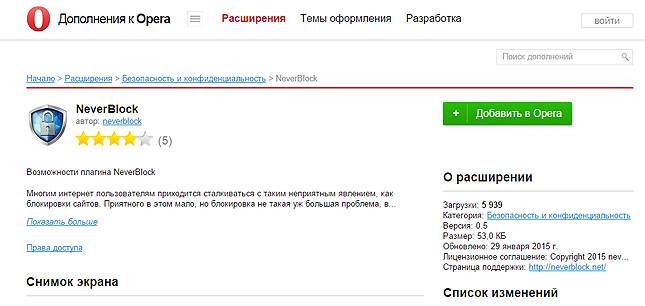 Дополнения к Opera
Расширения
Темы оформления
Разработка
войти
Поиск дополнений
Начало > Расширения > Безопасность и конфиденциальность > NeverBlock
NeverBlock
автор: neverblock
(5)
+ Добавить в Opera
Возможности плагина NeverBlock
Многим интернет пользователям приходится сталкиваться с таким неприятным явлением, как
блокировки сайтов. Приятного в этом мало, но блокировка не такая уж большая проблема, в...
Показать больше
Права доступа
Снимок экрана
О расширении
Загрузки: 5 939
Категория: Безопасность и конфиденциальность
Версия: 0.5
Размер: 53,0 КБ
Обновлено: 29 января 2015 г.
Лицензионное соглашение: Copyright 2015 nev...
Страница поддержки: http://neverblock.net/
Список изменений